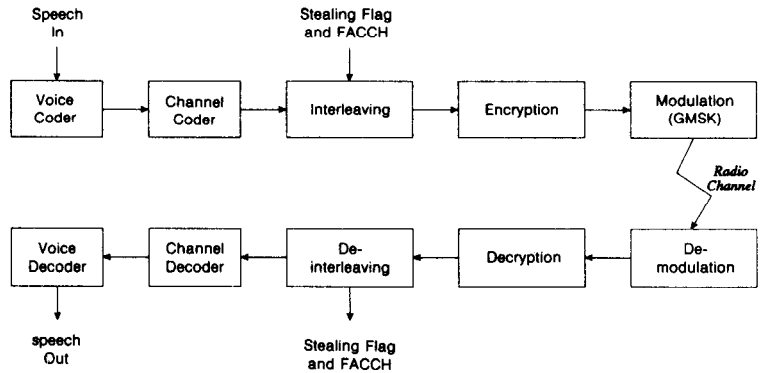 Speech
In
Stealing Flag
and FACCH
Voice
Coder
Channel
Coder
Interleaving
Encryption
Modulation
(GMSK)
Radio
Channel
Voice
Decoder
Channel
Decoder
De-
interleaving
Decryption
De-
modulation
speech
Out
Stealing Flag
and FACCH